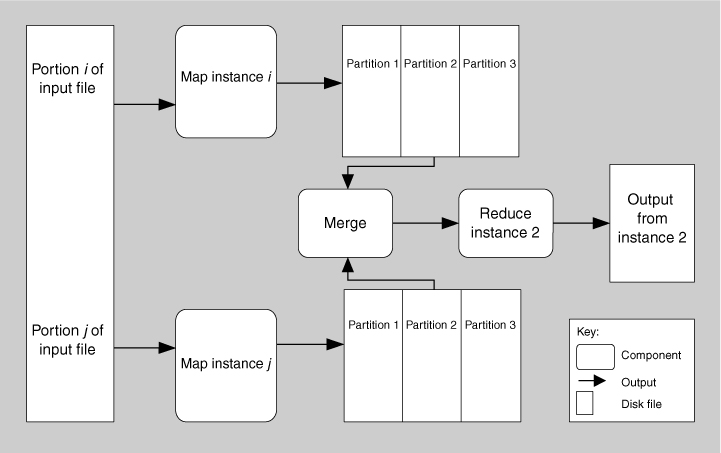 Portion i of
input file
Map instance i
Partition 1
Partition 2
Partition 3
Merge
Reduce
instance 2
Output
from
instance 2
Portion j of
input file
Map instance j
Partition 1
Partition 2
Partition 3
Key:
Component
Output
Disk file